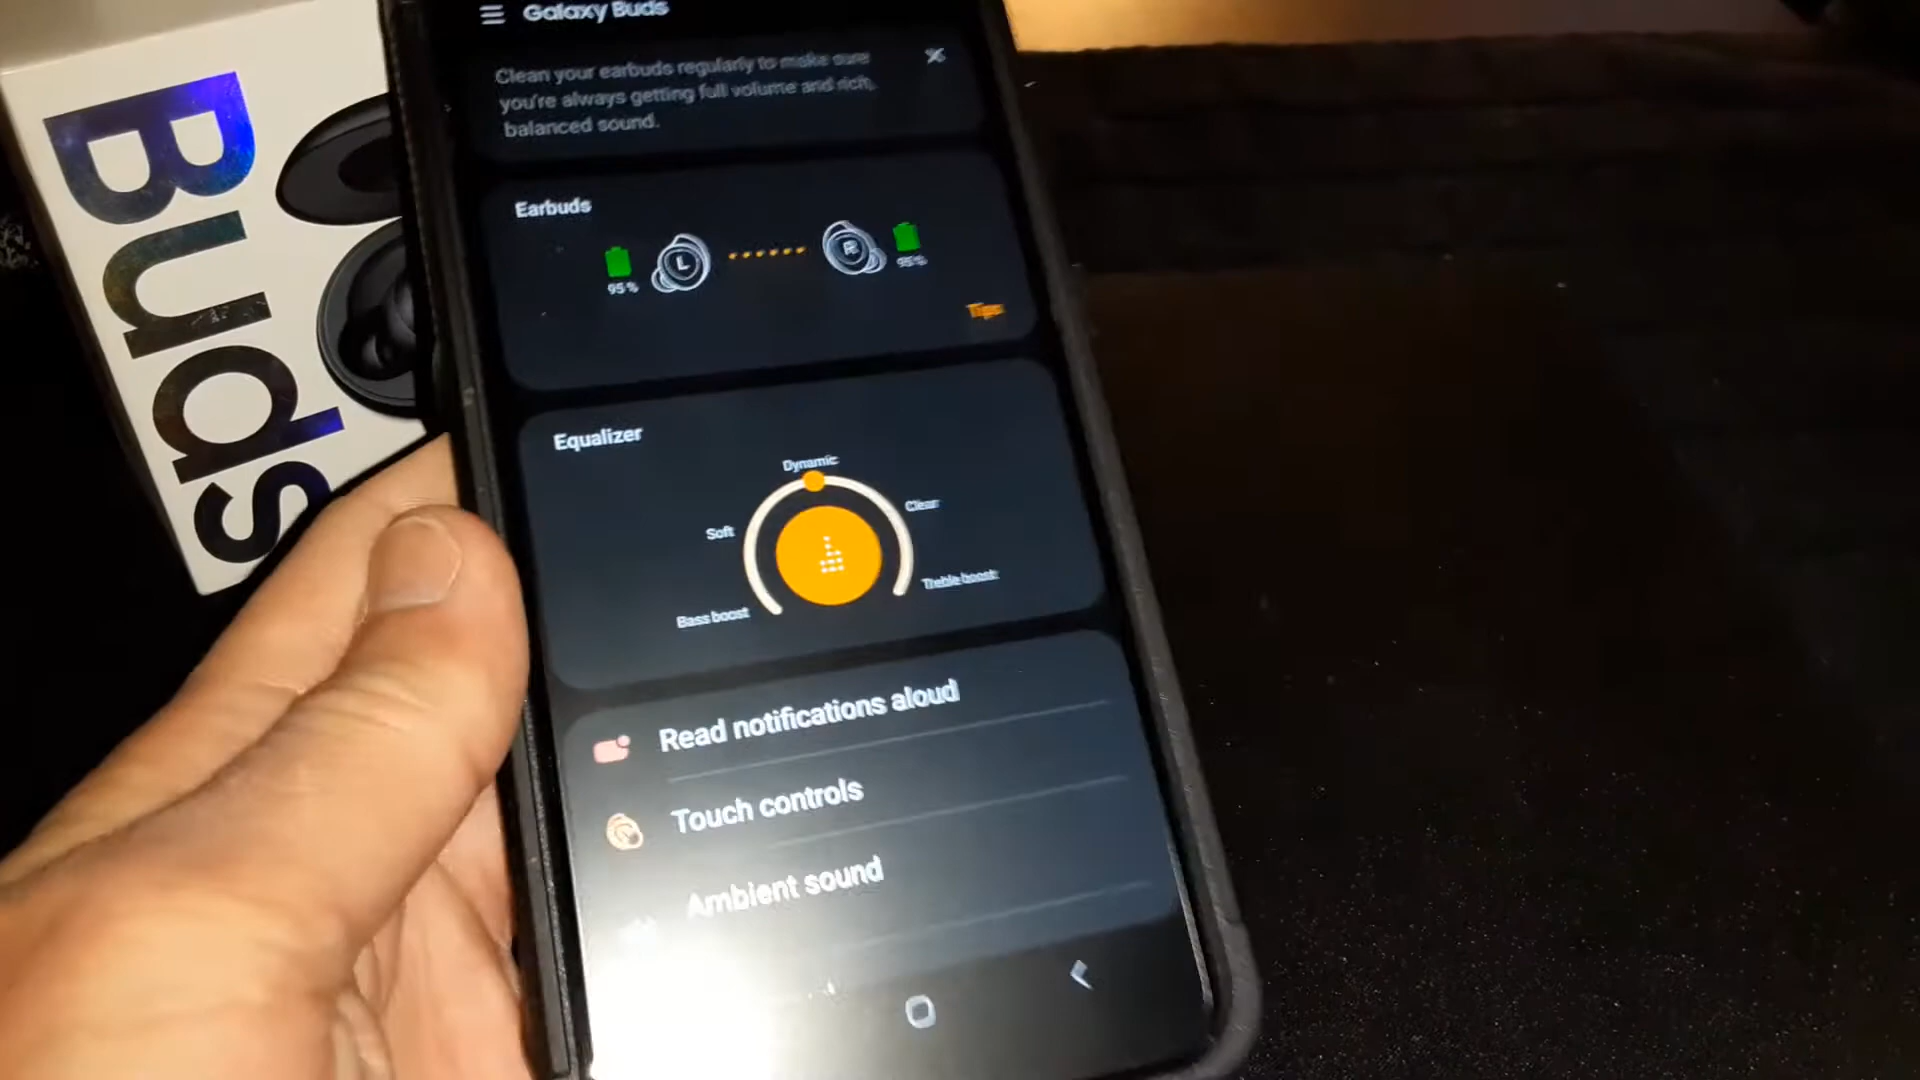 Buds
Galaxy Buds
Clean your earbuds regularly to make sure
you're always getting full volume and rich,
balanced sound.
Earbuds
L
R
95%
95%
Tips
Equalizer
Dynamic
Soft
Clear
Bass boost
Treble boost
Read notifications aloud
Touch controls
Ambient sound